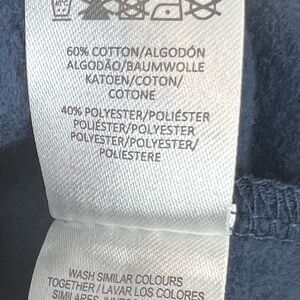 60% COTTON/ALGODÓN
ALGODÃO/BAUMWOLLE
KATOEN/COTON/
COTONE
40% POLYESTER/POLIÉSTER
POLIÉSTER/POLYESTER
POLYESTER/POLYESTER/
POLIESTERE
WASH SIMILAR COLOURS
TOGETHER / LAVAR LOS COLORES